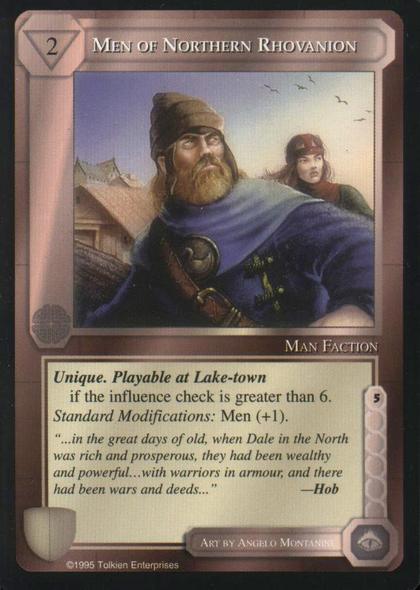 2
MEN OF NORTHERN RHOVANION
MAN FACTION
Unique. Playable at Lake-town
if the influence check is greater than 6.
Standard Modifications: Men (+1).
"...in the great days of old, when Dale in the North
was rich and prosperous, they had been wealthy
and powerful…with warriors in armour, and there
had been wars and deeds..." —Hob
5
ART BY ANGELO MONTANINI
©1995 Tolkien Enterprises